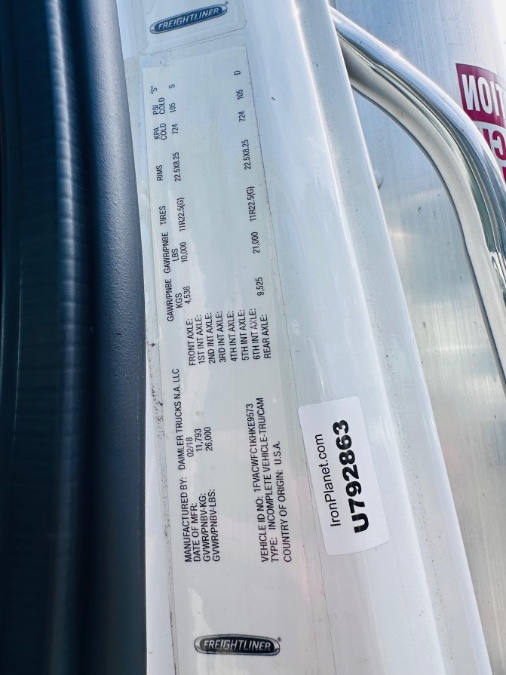 FREIGHTLINER
MANUFACTURED BY: DAIMLER TRUCKS N.A. LLC
DATE OF MFR: 02/18
GVWR/PNBV-KG: 11,793
GVWR/PNBV-LBS: 26,000
GAWR/PNBE KGS GAWR/PNBE LBS TIRES RIMS KPA COLD PSI COLD "S"
FRONT AXLE: 4,536 10,000 11R22.5(G) 22.5X8.25 724 105 S
1ST INT AXLE:
2ND INT AXLE:
3RD INT AXLE:
4TH INT AXLE:
5TH INT AXLE:
6TH INT AXLE:
REAR AXLE: 9,525 21,000 11R22.5(G) 22.5X8.25 724 105 D
VEHICLE ID NO: 1FVACWFC1KHKE9573
TYPE: INCOMPLETE VEHICLE-TRU/CAM
COUNTRY OF ORIGIN: U.S.A.
FREIGHTLINER
IronPlanet.com
U792863